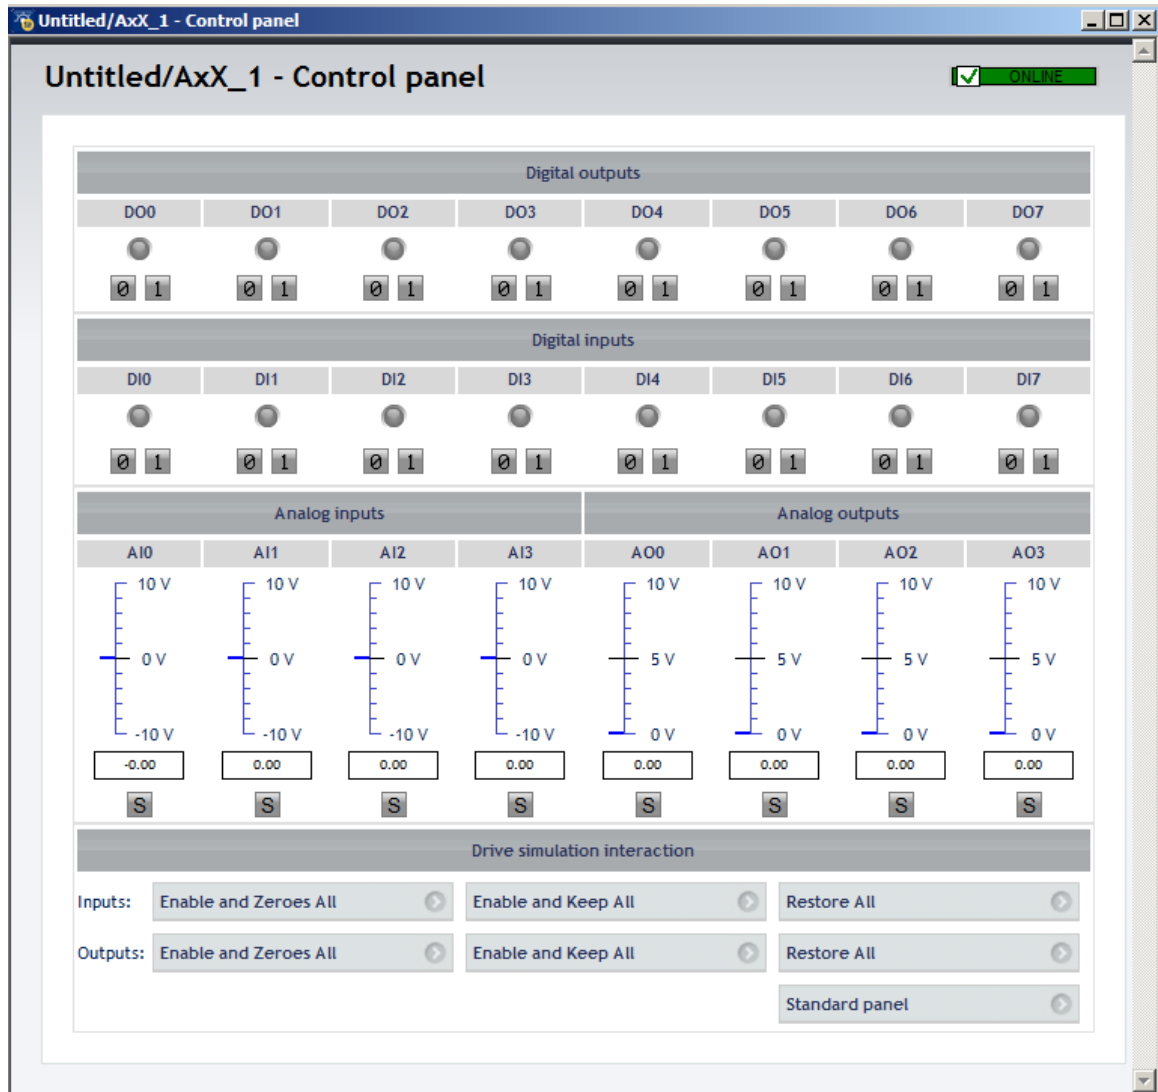 Untitled/AxX_1 - Control panel
Untitled/AxX_1 - Control panel
ONLINE
Digital outputs
DO0 DO1 DO2 DO3 DO4 DO5 DO6 DO7
0 1 0 1 0 1 0 1 0 1 0 1 0 1 0 1
Digital inputs
DI0 DI1 DI2 DI3 DI4 DI5 DI6 DI7
0 1 0 1 0 1 0 1 0 1 0 1 0 1 0 1
Analog inputs Analog outputs
AI0 AI1 AI2 AI3 AO0 AO1 AO2 AO3
10 V 10 V 10 V 10 V 10 V 10 V 10 V 10 V
0 V 0 V 0 V 0 V 5 V 5 V 5 V 5 V
-10 V -10 V -10 V -10 V 0 V 0 V 0 V 0 V
-0.00 0.00 0.00 0.00 0.00 0.00 0.00 0.00
S S S S S S S S
Drive simulation interaction
Inputs: Enable and Zeroes All Enable and Keep All Restore All
Outputs: Enable and Zeroes All Enable and Keep All Restore All
Standard panel